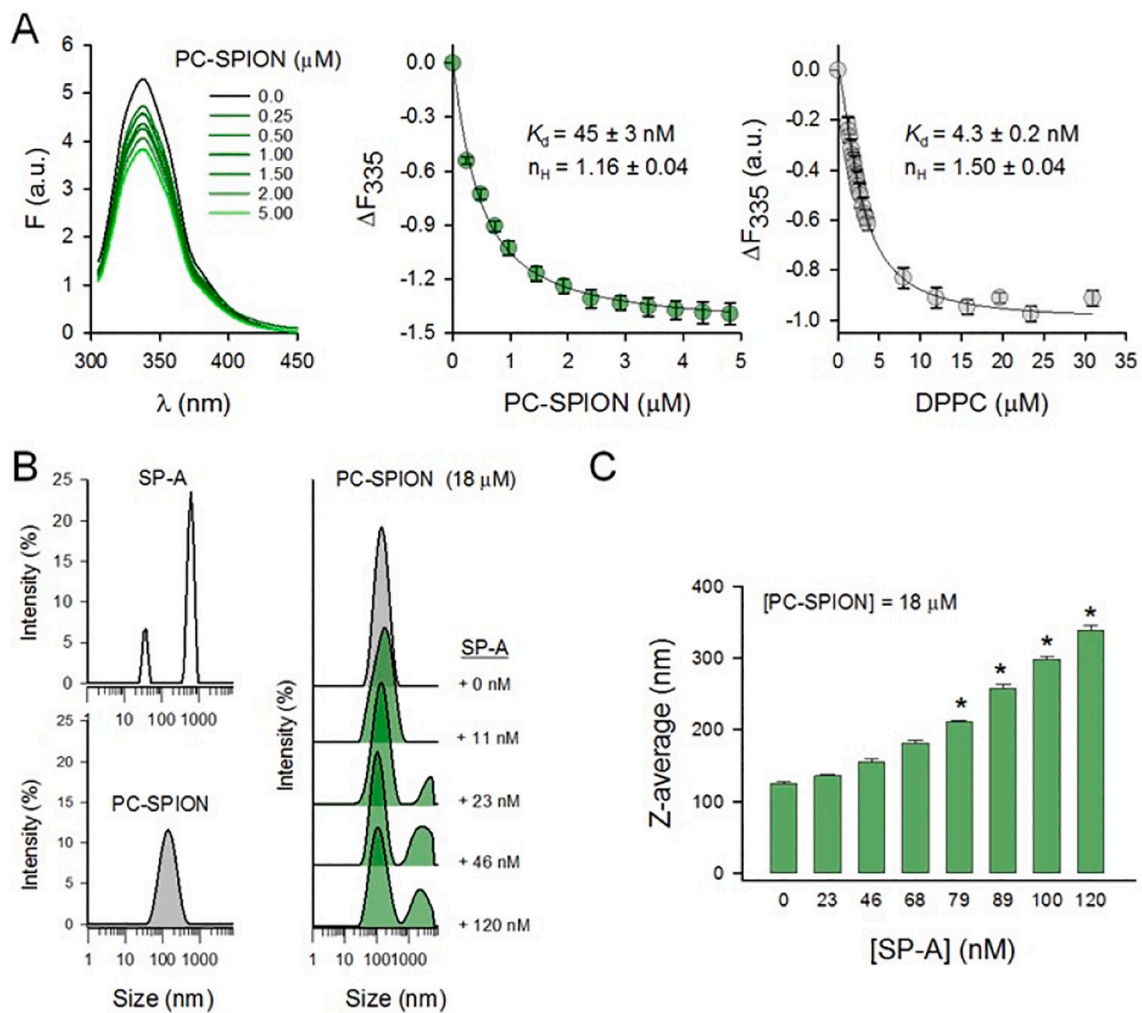 A
PC-SPION (μM)
0.0
0.25
0.50
1.00
1.50
2.00
5.00
F (a.u.)
6
5
4
3
2
1
0
300 350 400 450
λ (nm)
ΔF335
0.0
-0.3
-0.6
-0.9
-1.2
-1.5
Kd = 45 ± 3 nM
nH = 1.16 ± 0.04
0 1 2 3 4 5
PC-SPION (μM)
ΔF335 (a.u.)
0.0
-0.2
-0.4
-0.6
-0.8
-1.0
Kd = 4.3 ± 0.2 nM
nH = 1.50 ± 0.04
0 5 10 15 20 25 30 35
DPPC (μM)
B
SP-A
Intensity (%)
25
20
15
10
5
0
10 100 1000
PC-SPION
Intensity (%)
25
20
15
10
5
0
1 10 100 1000
Size (nm)
PC-SPION (18 μM)
Intensity (%)
SP-A
+ 0 nM
+ 11 nM
+ 23 nM
+ 46 nM
+ 120 nM
1 10 100 1000
Size (nm)
C
[PC-SPION] = 18 μM
Z-average (nm)
400
300
200
100
0
* * * *
0 23 46 68 79 89 100 120
[SP-A] (nM)